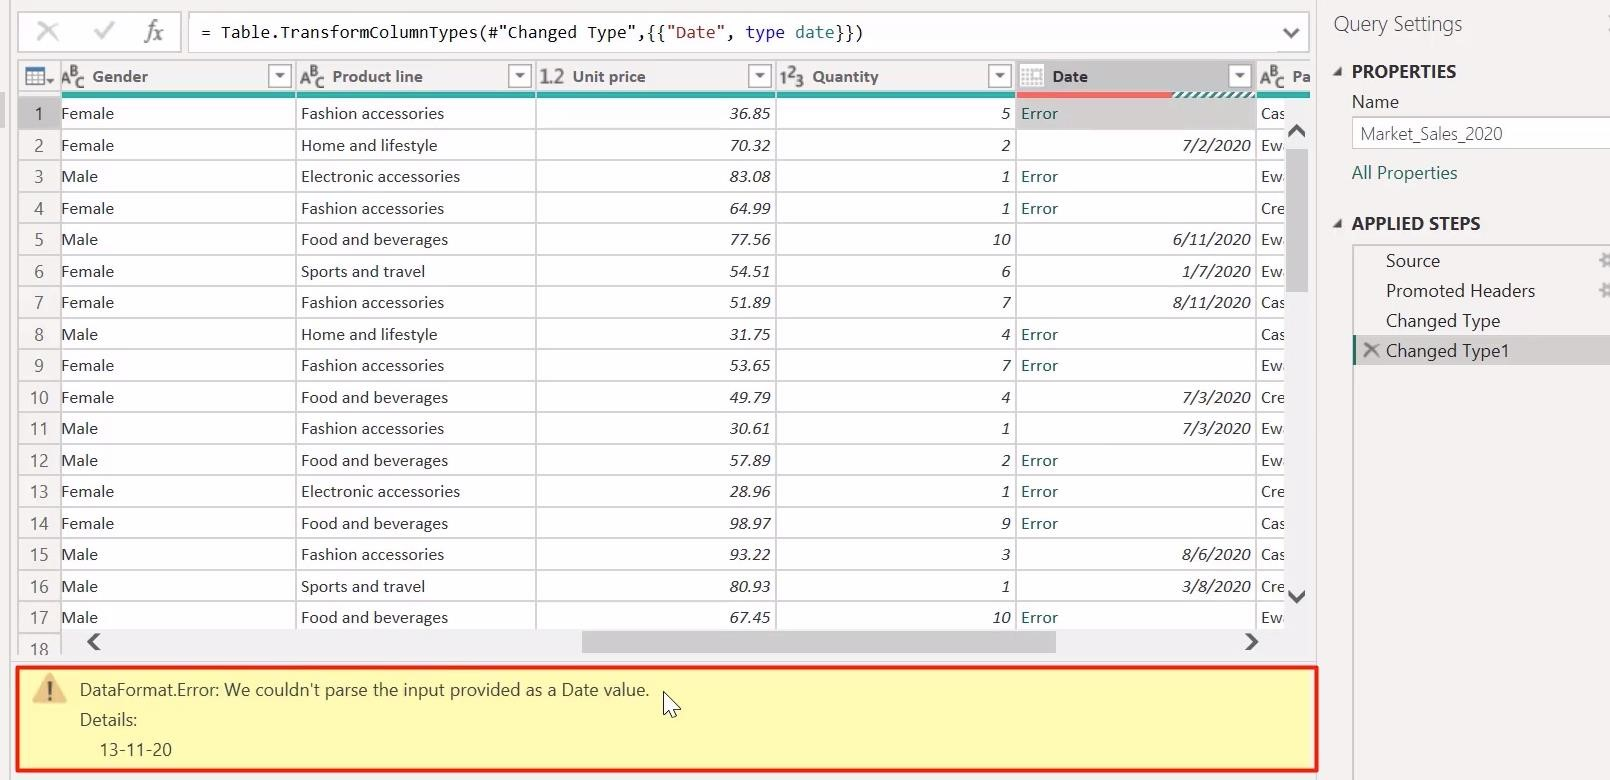 fx = Table.TransformColumnTypes(#"Changed Type",{{"Date", type date}})
ABC Gender ABC Product line 1.2 Unit price 123 Quantity Date ABC Pa
1 Female Fashion accessories 36.85 5 Error Cas
2 Female Home and lifestyle 70.32 2 7/2/2020 Ew
3 Male Electronic accessories 83.08 1 Error Ew
4 Female Fashion accessories 64.99 1 Error Cre
5 Male Food and beverages 77.56 10 6/11/2020 Ew
6 Female Sports and travel 54.51 6 1/7/2020 Ew
7 Female Fashion accessories 51.89 7 8/11/2020 Cas
8 Male Home and lifestyle 31.75 4 Error Cas
9 Female Fashion accessories 53.65 7 Error Ew
10 Female Food and beverages 49.79 4 7/3/2020 Cre
11 Male Fashion accessories 30.61 1 7/3/2020 Ew
12 Male Food and beverages 57.89 2 Error Ew
13 Female Electronic accessories 28.96 1 Error Cre
14 Female Food and beverages 98.97 9 Error Cas
15 Male Fashion accessories 93.22 3 8/6/2020 Cas
16 Male Sports and travel 80.93 1 3/8/2020 Cre
17 Male Food and beverages 67.45 10 Error Ew
18
DataFormat.Error: We couldn't parse the input provided as a Date value.
Details:
13-11-20
Query Settings
PROPERTIES
Name
Market_Sales_2020
All Properties
APPLIED STEPS
Source
Promoted Headers
Changed Type
Changed Type1